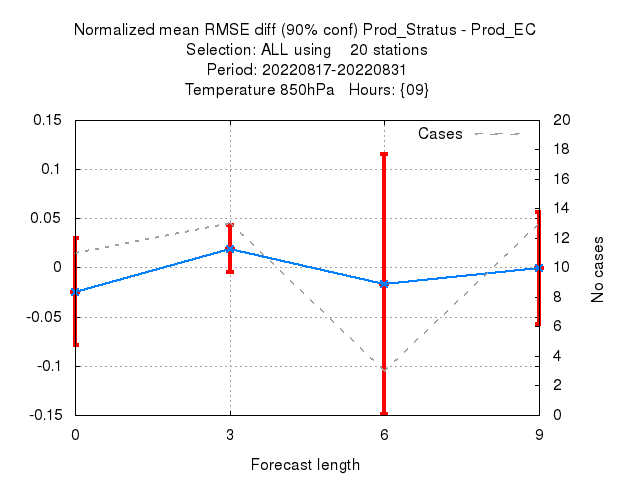 Normalized mean RMSE diff (90% conf) Prod_Stratus - Prod_EC
Selection: ALL using    20 stations
Period: 20220817-20220831
Temperature 850hPa   Hours: {09}
Cases
0.15
0.1
0.05
0
-0.05
-0.1
-0.15
20
18
16
14
12
10
8
6
4
2
0
No cases
0 3 6 9
Forecast length